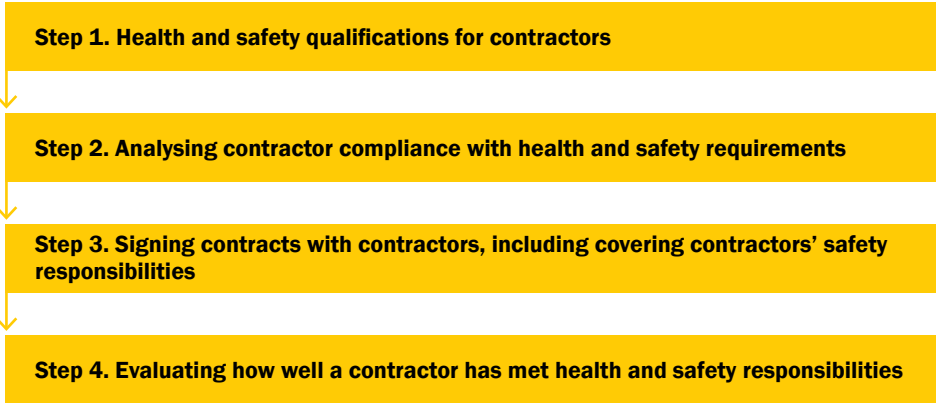 Step 1. Health and safety qualifications for contractors
Step 2. Analysing contractor compliance with health and safety requirements
Step 3. Signing contracts with contractors, including covering contractors’ safety
responsibilities
Step 4. Evaluating how well a contractor has met health and safety responsibilities